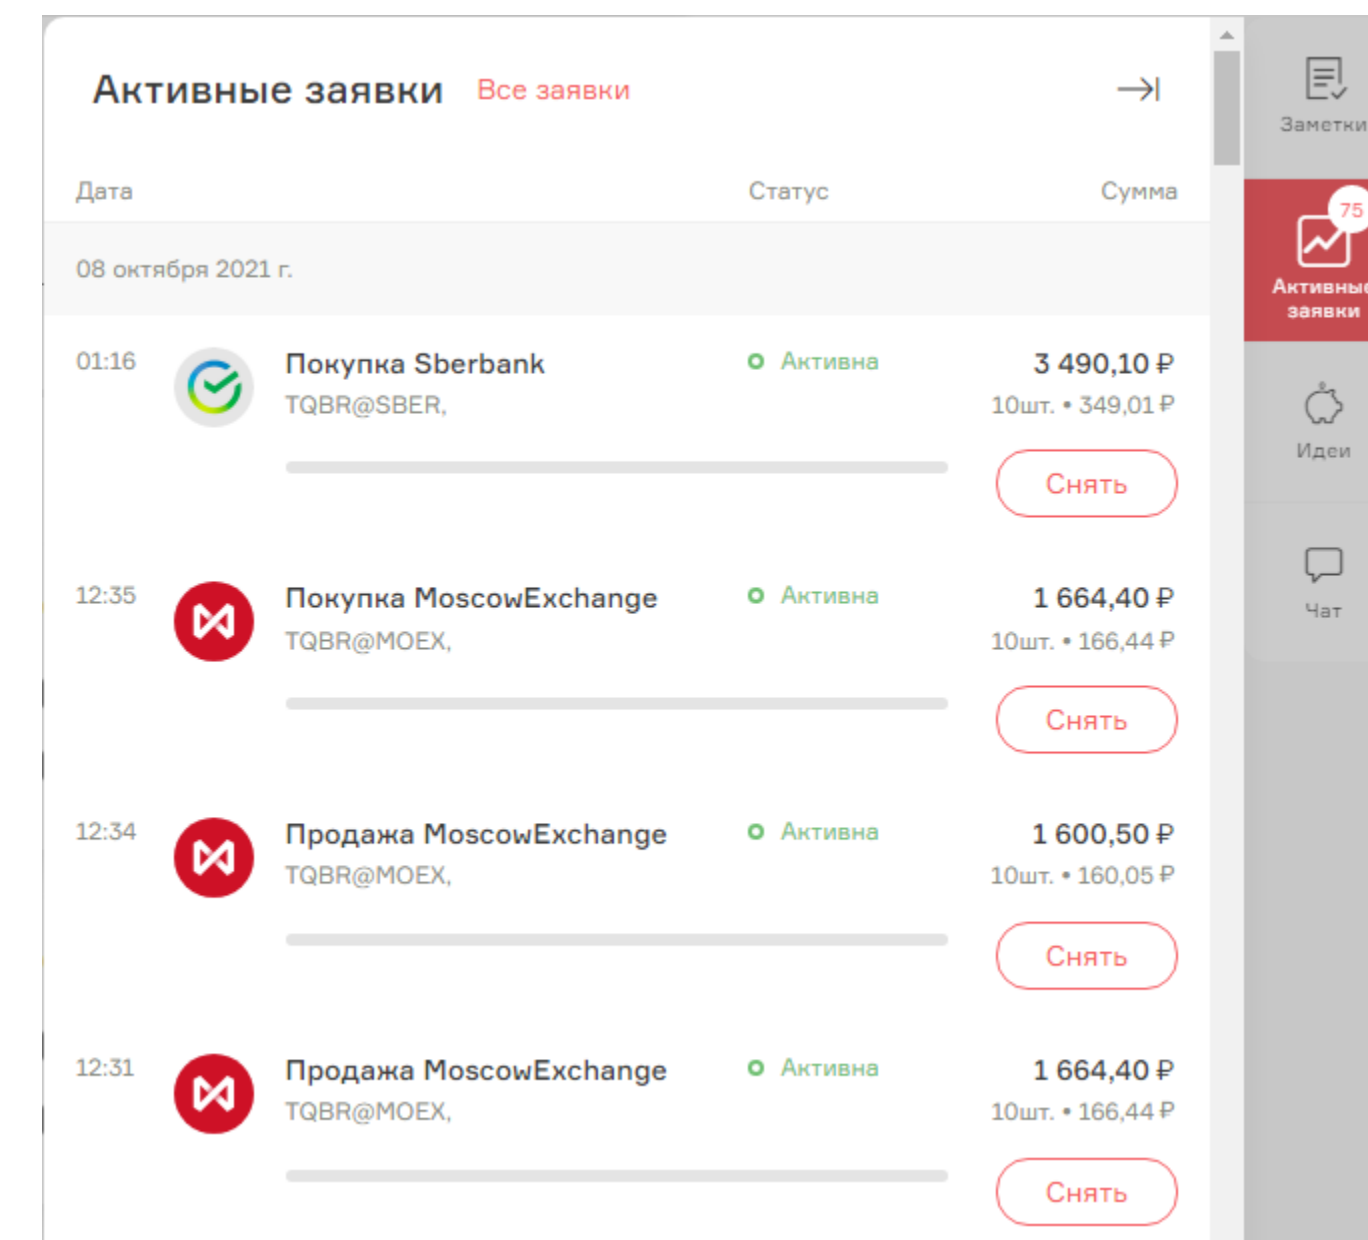 Активные заявки Все заявки
Дата Статус Сумма
08 октября 2021 г.
01:16 Покупка Sberbank Активна 3 490,10 ₽
TQBR@SBER, 10шт. • 349,01 ₽
Снять
12:35 Покупка MoscowExchange Активна 1 664,40 ₽
TQBR@MOEX, 10шт. • 166,44 ₽
Снять
12:34 Продажа MoscowExchange Активна 1 600,50 ₽
TQBR@MOEX, 10шт. • 160,05 ₽
Снять
12:31 Продажа MoscowExchange Активна 1 664,40 ₽
TQBR@MOEX, 10шт. • 166,44 ₽
Снять
Заметки
75
Активные
заявки
Идеи
Чат